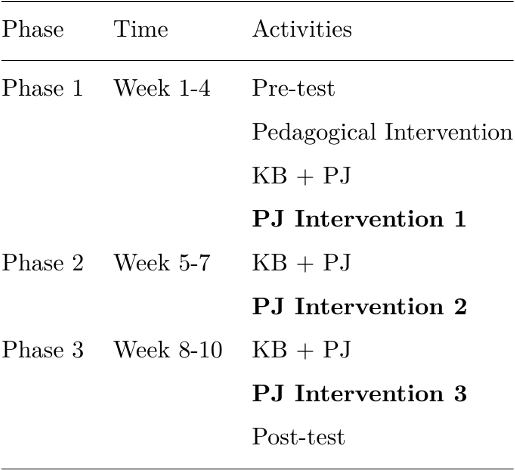 Phase Time Activities
Phase 1 Week 1-4 Pre-test
Pedagogical Intervention
KB + PJ
PJ Intervention 1
Phase 2 Week 5-7 KB + PJ
PJ Intervention 2
Phase 3 Week 8-10 KB + PJ
PJ Intervention 3
Post-test